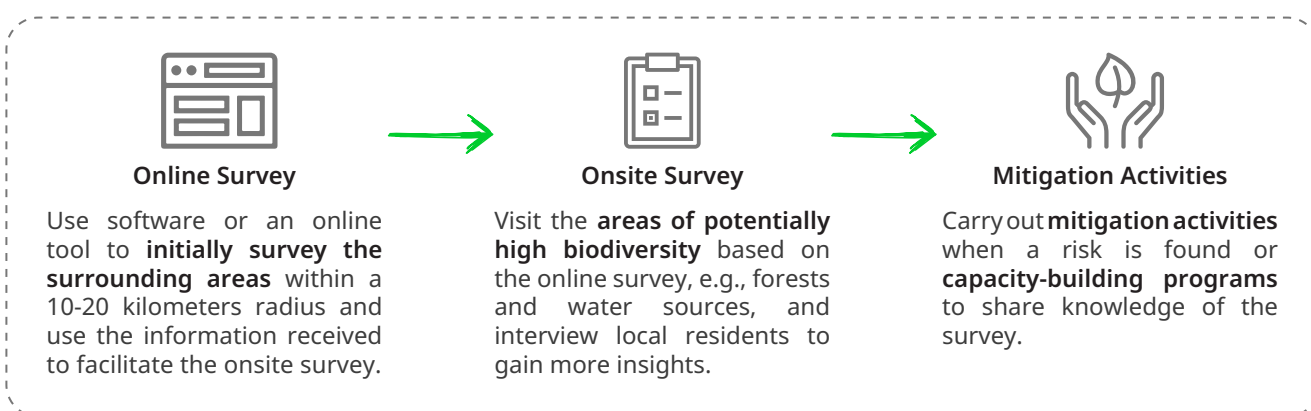 Online Survey
Use software or an online
tool to initially survey the
surrounding areas within a
10-20 kilometers radius and
use the information received
to facilitate the onsite survey.
Onsite Survey
Visit the areas of potentially
high biodiversity based on
the online survey, e.g., forests
and water sources, and
interview local residents to
gain more insights.
Mitigation Activities
Carry out mitigation activities
when a risk is found or
capacity-building programs
to share knowledge of the
survey.